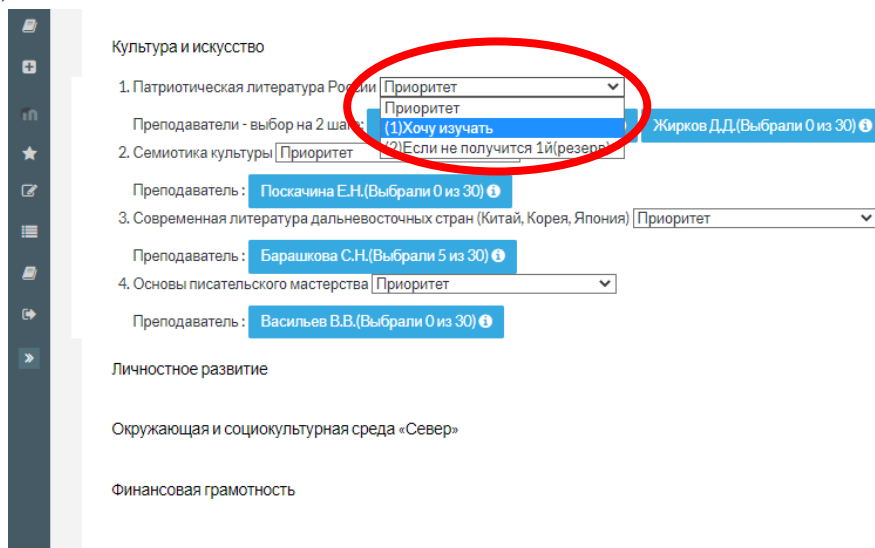 Культура и искусство
1. Патриотическая литература России Приоритет
Приоритет
Преподаватели - выбор на 2 шаге: (1)Хочу изучать ) Жирков Д.Д.(Выбрали 0 из 30)
2. Семиотика культуры Приоритет (2)Если не получится 1й(резерв)
Преподаватель : Поскачина Е.Н.(Выбрали 0 из 30)
3. Современная литература дальневосточных стран (Китай, Корея, Япония) Приоритет
Преподаватель : Барашкова С.Н.(Выбрали 5 из 30)
4. Основы писательского мастерства Приоритет
Преподаватель : Васильев В.В.(Выбрали 0 из 30)
Личностное развитие
Окружающая и социокультурная среда «Север»
Финансовая грамотность